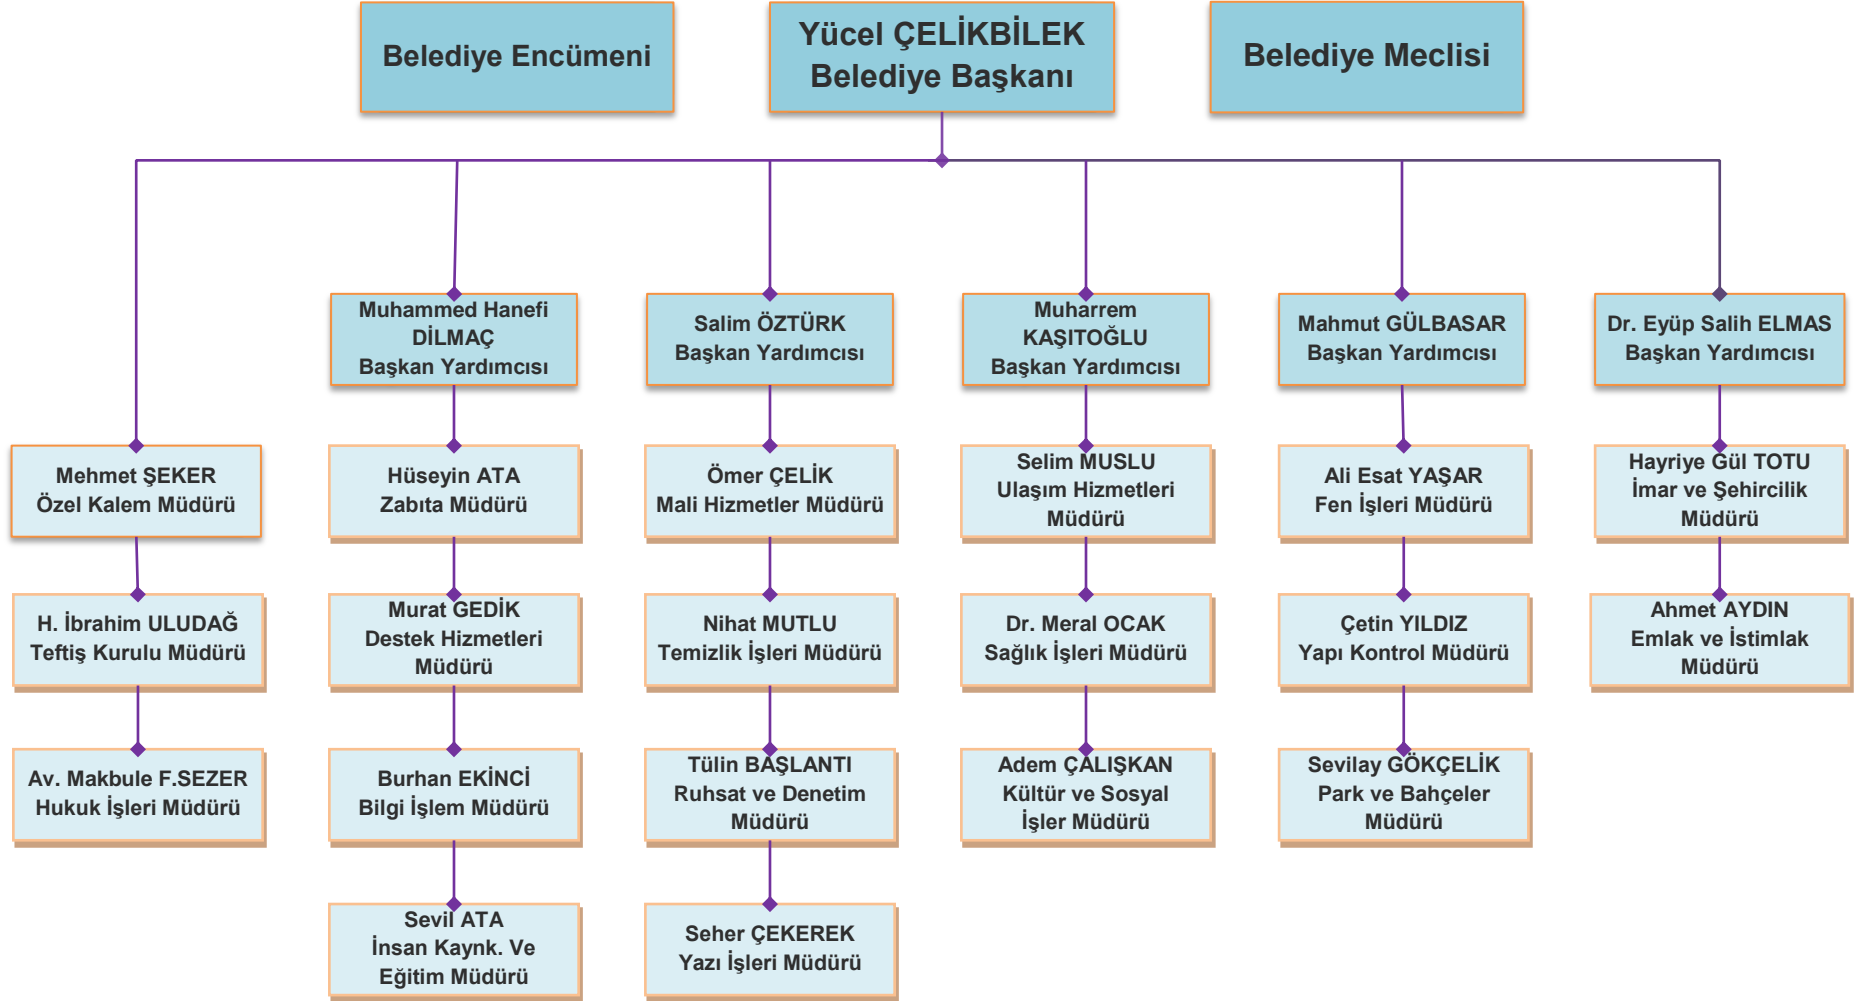 Belediye Encümeni
Yücel ÇELİKBİLEK
Belediye Başkanı
Belediye Meclisi
Muhammed Hanefi
DİLMAÇ
Başkan Yardımcısı
Salim ÖZTÜRK
Başkan Yardımcısı
Muharrem
KAŞITOĞLU
Başkan Yardımcısı
Mahmut GÜLBASAR
Başkan Yardımcısı
Dr. Eyüp Salih ELMAS
Başkan Yardımcısı
Mehmet ŞEKER
Özel Kalem Müdürü
Hüseyin ATA
Zabıta Müdürü
Ömer ÇELİK
Mali Hizmetler Müdürü
Selim MUSLU
Ulaşım Hizmetleri
Müdürü
Ali Esat YAŞAR
Fen İşleri Müdürü
Hayriye Gül TOTU
İmar ve Şehircilik
Müdürü
H. İbrahim ULUDAĞ
Teftiş Kurulu Müdürü
Murat GEDİK
Destek Hizmetleri
Müdürü
Nihat MUTLU
Temizlik İşleri Müdürü
Dr. Meral OCAK
Sağlık İşleri Müdürü
Çetin YILDIZ
Yapı Kontrol Müdürü
Ahmet AYDIN
Emlak ve İstimlak
Müdürü
Av. Makbule F.SEZER
Hukuk İşleri Müdürü
Burhan EKİNCİ
Bilgi İşlem Müdürü
Tülin BAŞLANTI
Ruhsat ve Denetim
Müdürü
Adem ÇALIŞKAN
Kültür ve Sosyal
İşler Müdürü
Sevilay GÖKÇELİK
Park ve Bahçeler
Müdürü
Sevil ATA
İnsan Kaynk. Ve
Eğitim Müdürü
Seher ÇEKEREK
Yazı İşleri Müdürü